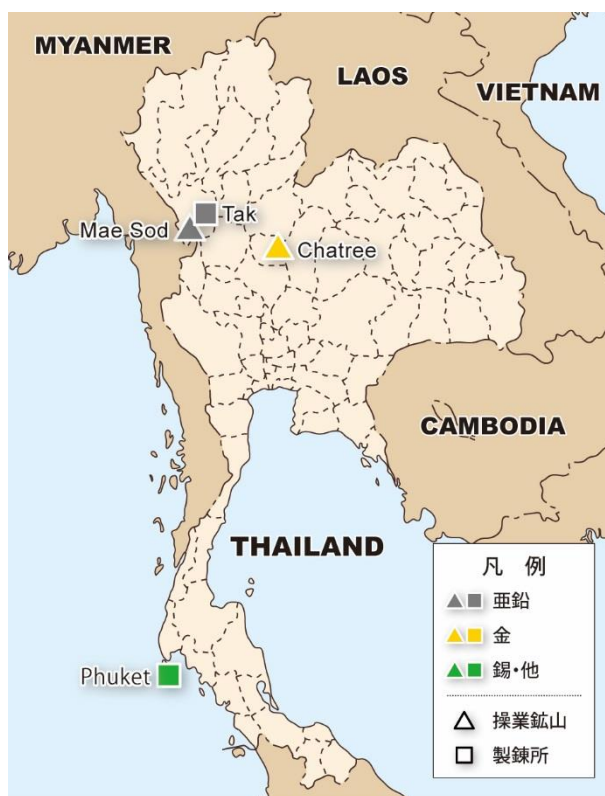 MYANMER
LAOS
VIETNAM
Tak
Mae Sod
Chatree
CAMBODIA
THAILAND
Phuket
凡 例
亜鉛
金
錫・他
操業鉱山
製錬所